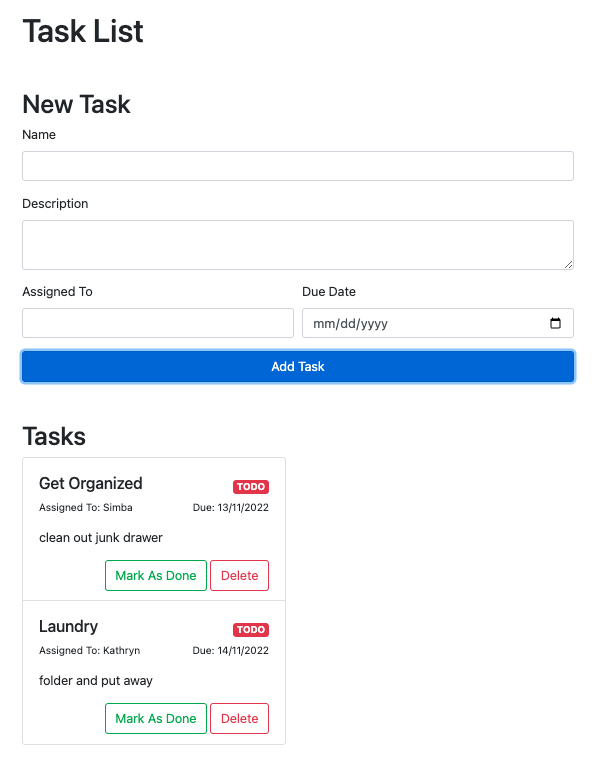 Task List
New Task
Name
Description
Assigned To Due Date
mm/dd/yyyy
Add Task
Tasks
Get Organized TODO
Assigned To: Simba Due: 13/11/2022
clean out junk drawer
Mark As Done Delete
Laundry TODO
Assigned To: Kathryn Due: 14/11/2022
folder and put away
Mark As Done Delete